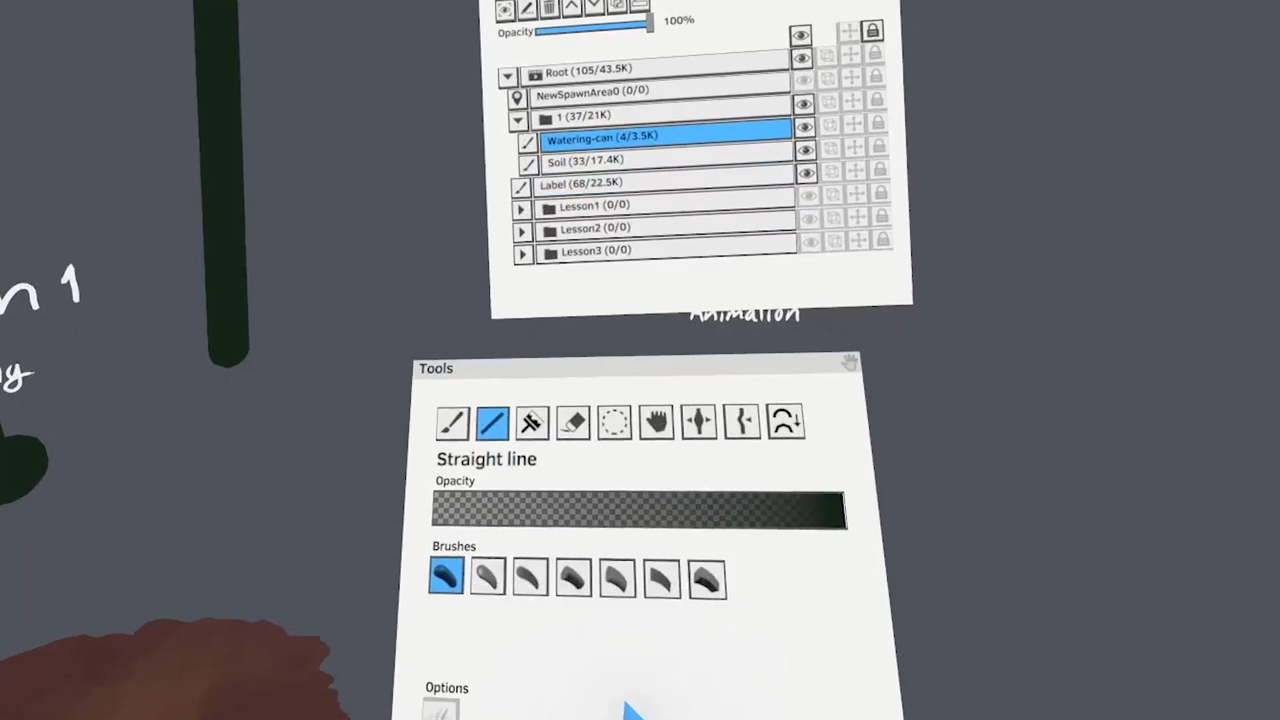 100%
Opacity
Root (105/43.5K)
NewSpawnArea0 (0/0)
1 (37/21K)
Watering-can (4/3.5K)
Soil (33/17.4K)
Label (68/22.5K)
Lesson1 (0/0)
Lesson2 (0/0)
Lesson3 (0/0)
n 1
Animation
Tools
Straight line
Opacity
Brushes
Options